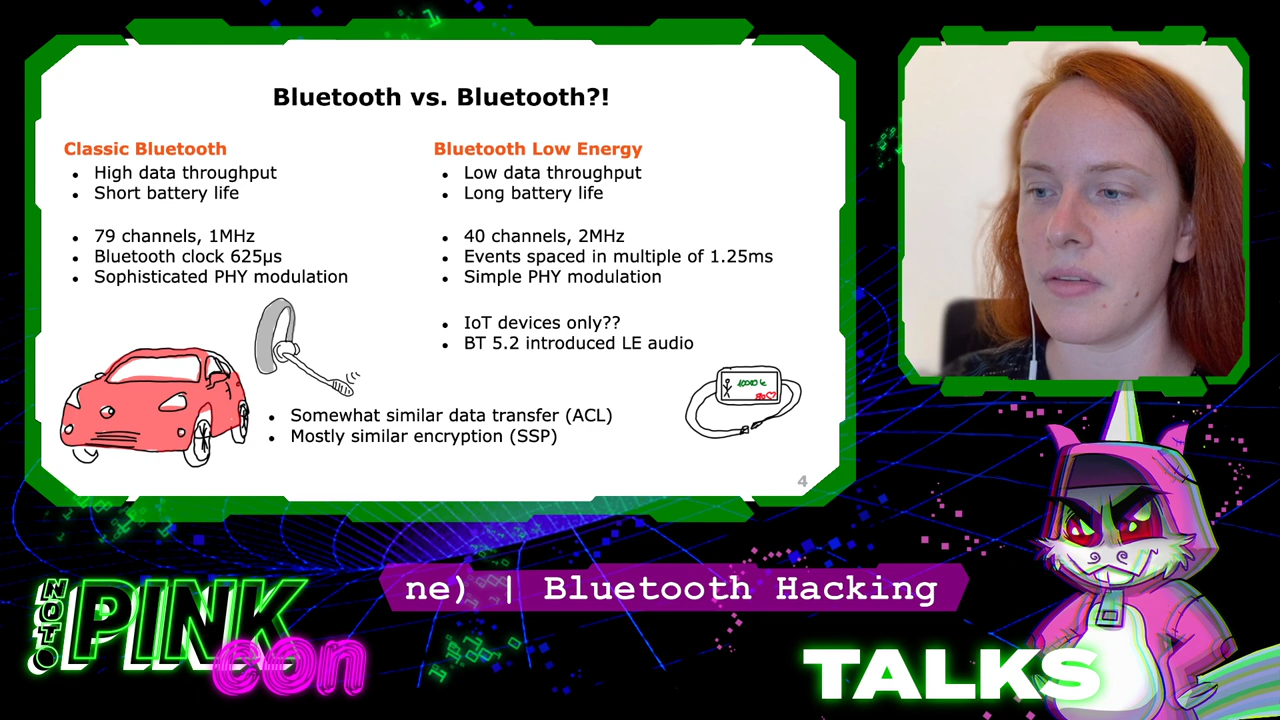 Bluetooth vs. Bluetooth?!
Classic Bluetooth
• High data throughput
• Short battery life
• 79 channels, 1MHz
• Bluetooth clock 625µs
• Sophisticated PHY modulation
Bluetooth Low Energy
• Low data throughput
• Long battery life
• 40 channels, 2MHz
• Events spaced in multiple of 1.25ms
• Simple PHY modulation
• IoT devices only??
• BT 5.2 introduced LE audio
• Somewhat similar data transfer (ACL)
• Mostly similar encryption (SSP)
4
NOT
PINK
con
ne) | Bluetooth Hacking
TALKS